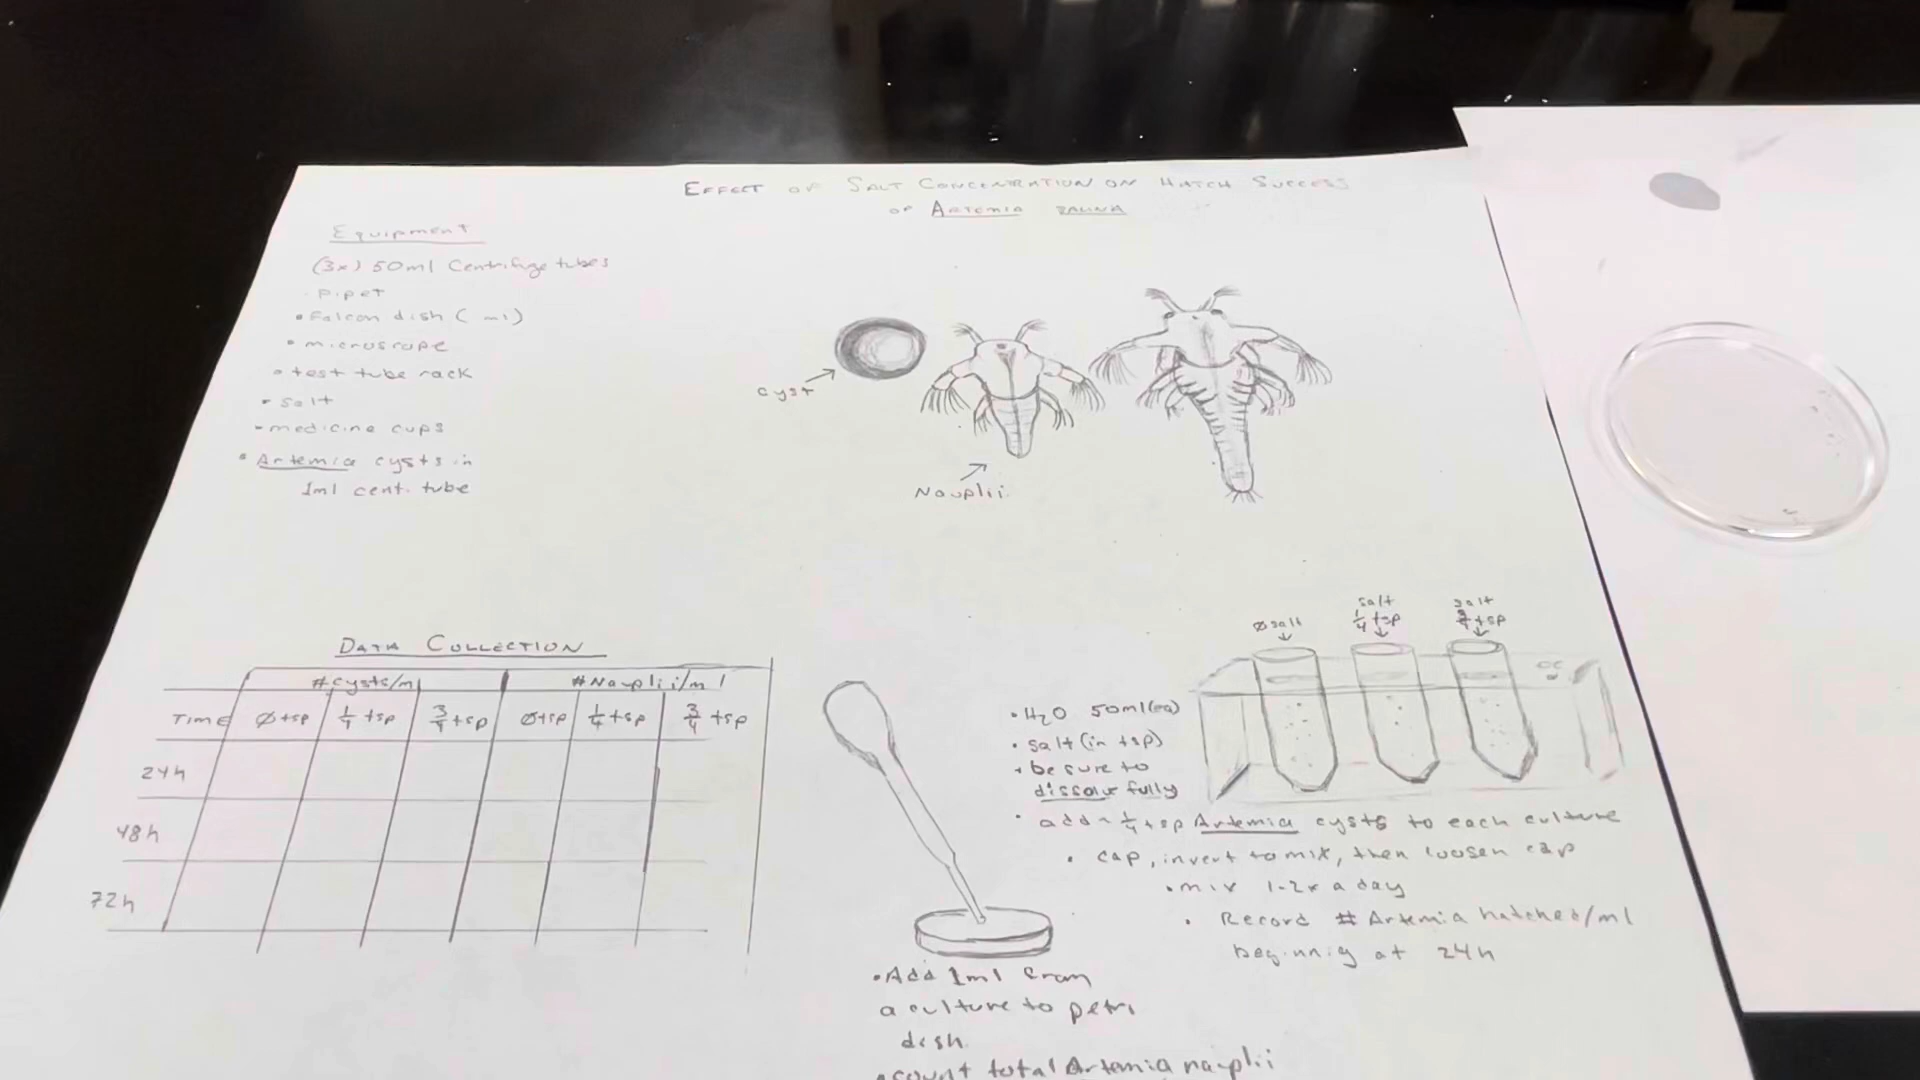 EFFECT OF SALT CONCENTRATION ON HATCH SUCCESS
OF ARTEMIA SALINA
Equipment
(3x) 50ml Centrifuge tubes
· pipet
• Falcon dish ( ml)
• microscope
• test tube rack
• salt
• medicine cups
• Artemia cysts in
1ml cent. tube
cyst
Nauplii
DATA COLLECTION
#cysts/ml #Nauplii/ml
TIME Ø tsp 1/4 tsp 3/4 tsp Ø tsp 1/4 tsp 3/4 tsp
24h
48h
72h
• Add 1ml from
a culture to petri
dish
• count total Artemia nauplii
Ø salt
salt
1/4 tsp
salt
3/4 tsp
• H2O 50ml(ea)
• salt (in tsp)
• be sure to
dissolve fully
• add ~ 1/4 tsp Artemia cysts to each culture
• cap, invert to mix, then loosen cap
• mix 1-2x a day
• Record # Artemia hatched/ml
beginnig at 24h